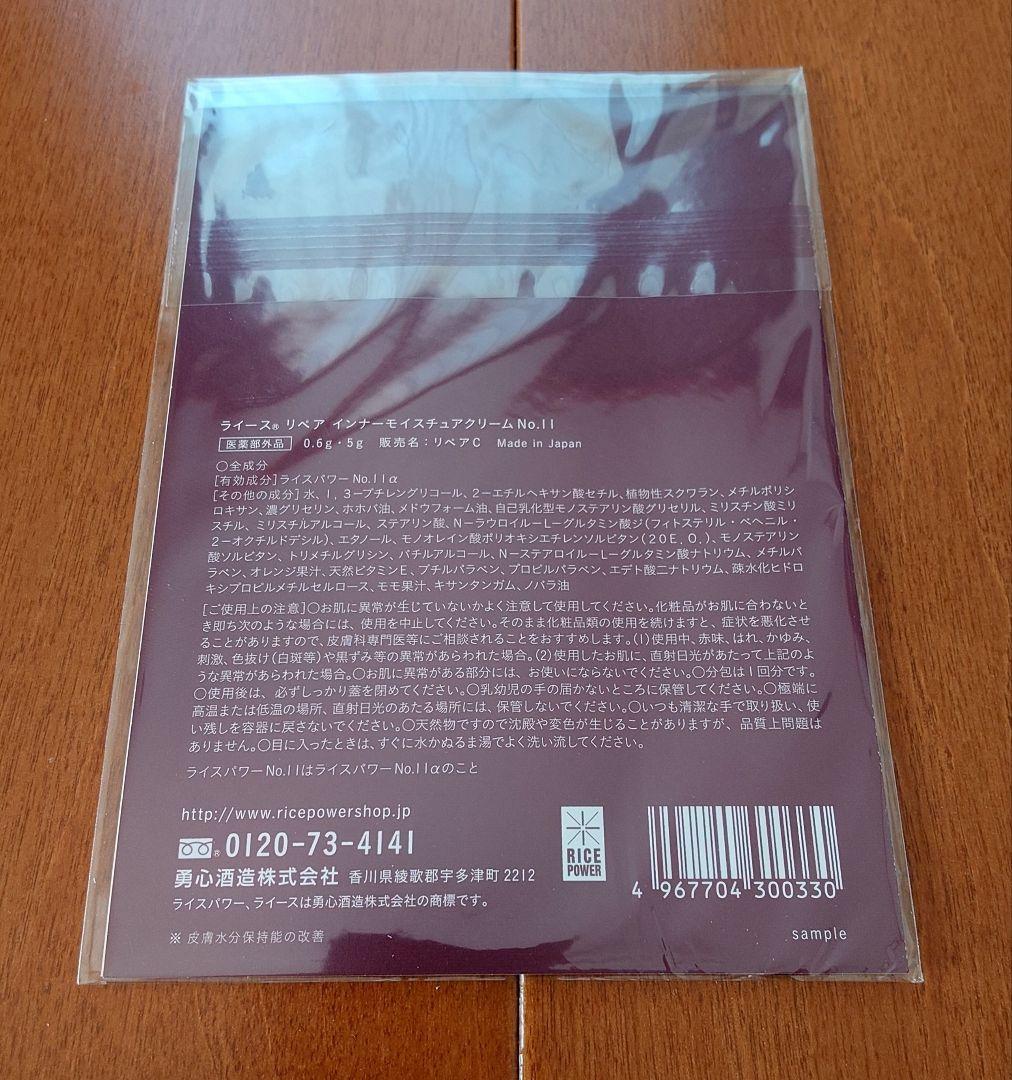 ライース® リペア インナーモイスチュアクリーム No.11
医薬部外品 0.6g・5g 販売名：リペアC Made in Japan
○全成分
[有効成分]ライスパワーNo.11α
[その他の成分]水、1，3－ブチレングリコール、2－エチルヘキサン酸セチル、植物性スクワラン、メチルポリシ
ロキサン、濃グリセリン、ホホバ油、メドウフォーム油、自己乳化型モノステアリン酸グリセリル、ミリスチン酸ミリ
スチル、ミリスチルアルコール、ステアリン酸、N－ラウロイル－L－グルタミン酸ジ（フィトステリル・ベヘニル・
2－オクチルドデシル）、エタノール、モノオレイン酸ポリオキシエチレンソルビタン（20E.O.）、モノステアリン
酸ソルビタン、トリメチルグリシン、バチルアルコール、N－ステアロイル－L－グルタミン酸ナトリウム、メチルパ
ラベン、オレンジ果汁、天然ビタミンE、ブチルパラベン、プロピルパラベン、エデト酸二ナトリウム、疎水化ヒドロ
キシプロピルメチルセルロース、モモ果汁、キサンタンガム、ノバラ油
[ご使用上の注意]○お肌に異常が生じていないかよく注意して使用してください。化粧品がお肌に合わないと
き即ち次のような場合には、使用を中止してください。そのまま化粧品類の使用を続けますと、症状を悪化させ
ることがありますので、皮膚科専門医等にご相談されることをおすすめします。（1）使用中、赤味、はれ、かゆみ、
刺激、色抜け（白斑等）や黒ずみ等の異常があらわれた場合。（2）使用したお肌に、直射日光があたって上記のよ
うな異常があらわれた場合。○お肌に異常がある部分には、お使いにならないでください。○分包は1回分です。
○使用後は、必ずしっかり蓋を閉めてください。○乳幼児の手の届かないところに保管してください。○極端に
高温または低温の場所、直射日光のあたる場所には、保管しないでください。○いつも清潔な手で取り扱い、使
い残しを容器に戻さないでください。○天然物ですので沈殿や変色が生じることがありますが、品質上問題は
ありません。○目に入ったときは、すぐに水かぬるま湯でよく洗い流してください。
ライスパワーNo.11はライスパワーNo.11αのこと
http://www.ricepowershop.jp
® 0120-73-4141
勇心酒造株式会社 香川県綾歌郡宇多津町2212
ライスパワー、ライースは勇心酒造株式会社の商標です。
※ 皮膚水分保持能の改善
RICE
POWER
4 967704 300330
sample